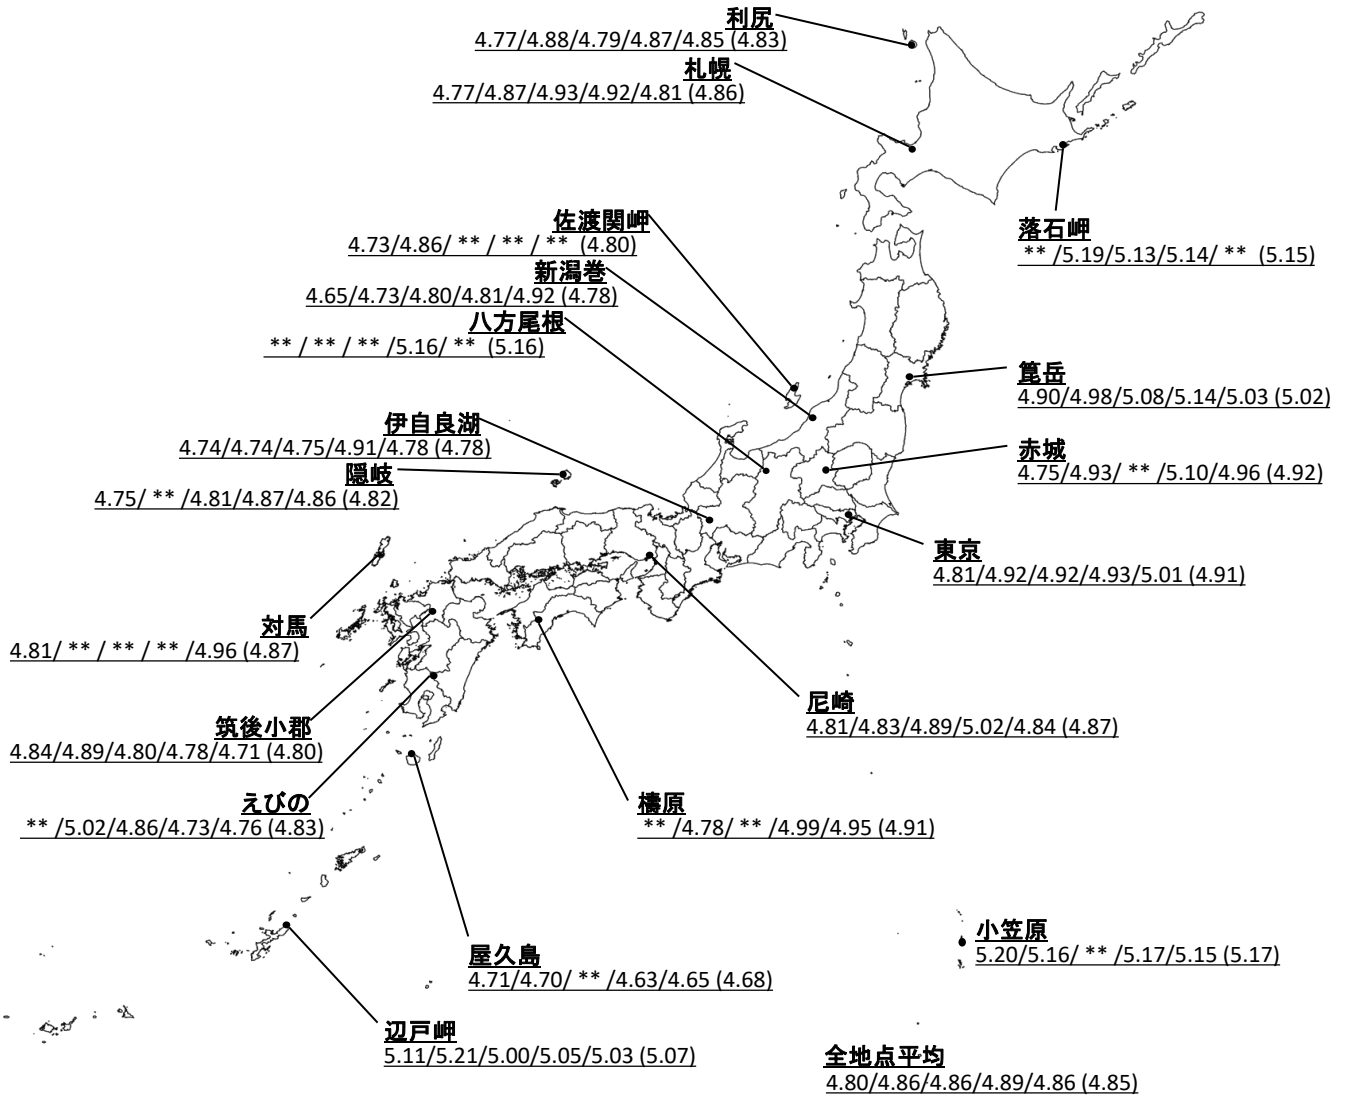 利尻
4.77/4.88/4.79/4.87/4.85 (4.83)
札幌
4.77/4.87/4.93/4.92/4.81 (4.86)
落石岬
** /5.19/5.13/5.14/ ** (5.15)
佐渡関岬
4.73/4.86/ ** / ** / ** (4.80)
新潟巻
4.65/4.73/4.80/4.81/4.92 (4.78)
八方尾根
** / ** / ** /5.16/ ** (5.16)
箟岳
4.90/4.98/5.08/5.14/5.03 (5.02)
伊自良湖
4.74/4.74/4.75/4.91/4.78 (4.78)
赤城
4.75/4.93/ ** /5.10/4.96 (4.92)
隠岐
4.75/ ** /4.81/4.87/4.86 (4.82)
東京
4.81/4.92/4.92/4.93/5.01 (4.91)
対馬
4.81/ ** / ** / ** /4.96 (4.87)
尼崎
4.81/4.83/4.89/5.02/4.84 (4.87)
筑後小郡
4.84/4.89/4.80/4.78/4.71 (4.80)
えびの
** /5.02/4.86/4.73/4.76 (4.83)
檮原
** /4.78/ ** /4.99/4.95 (4.91)
小笠原
5.20/5.16/ ** /5.17/5.15 (5.17)
屋久島
4.71/4.70/ ** /4.63/4.65 (4.68)
辺戸岬
5.11/5.21/5.00/5.05/5.03 (5.07)
全地点平均
4.80/4.86/4.86/4.89/4.86 (4.85)